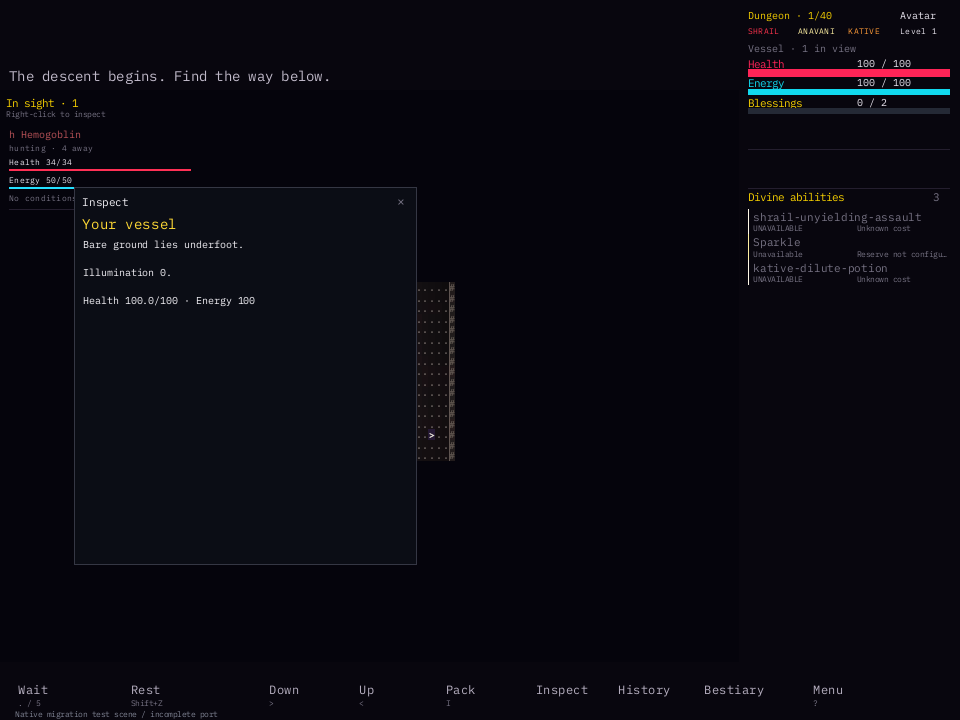 Dungeon · 1/40
Avatar
SHRAIL
ANAVANI
KATIVE
Level 1
Vessel · 1 in view
Health
100 / 100
Energy
100 / 100
Blessings
0 / 2
Divine abilities
3
shrail-unyielding-assault
UNAVAILABLE
Unknown cost
Sparkle
Unavailable
Reserve not configu…
kative-dilute-potion
UNAVAILABLE
Unknown cost
The descent begins. Find the way below.
In sight · 1
Right-click to inspect
h Hemogoblin
hunting · 4 away
Health 34/34
Energy 50/50
No conditions
Inspect
×
Your vessel
Bare ground lies underfoot.
Illumination 0.
Health 100.0/100 · Energy 100
>
Wait
. / 5
Rest
Shift+Z
Down
>
Up
<
Pack
I
Inspect
History
Bestiary
Menu
?
Native migration test scene / incomplete port